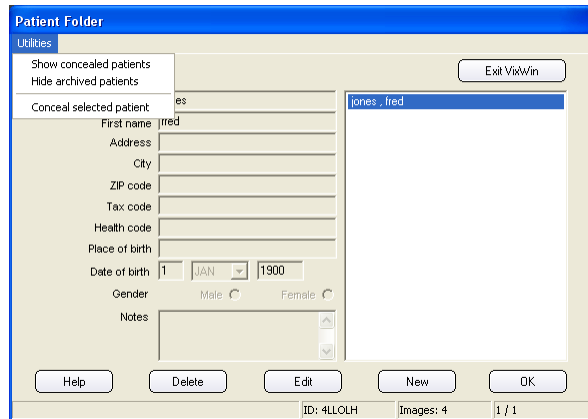 Patient Folder
Utilities
Show concealed patients
Hide archived patients
Conceal selected patient
Exit VixWin
es
jones , fred
First name fred
Address
City
ZIP code
Tax code
Health code
Place of birth
Date of birth 1 JAN 1900
Gender Male Female
Notes
Help Delete Edit New OK
ID: 4LLOLH Images: 4 1 / 1